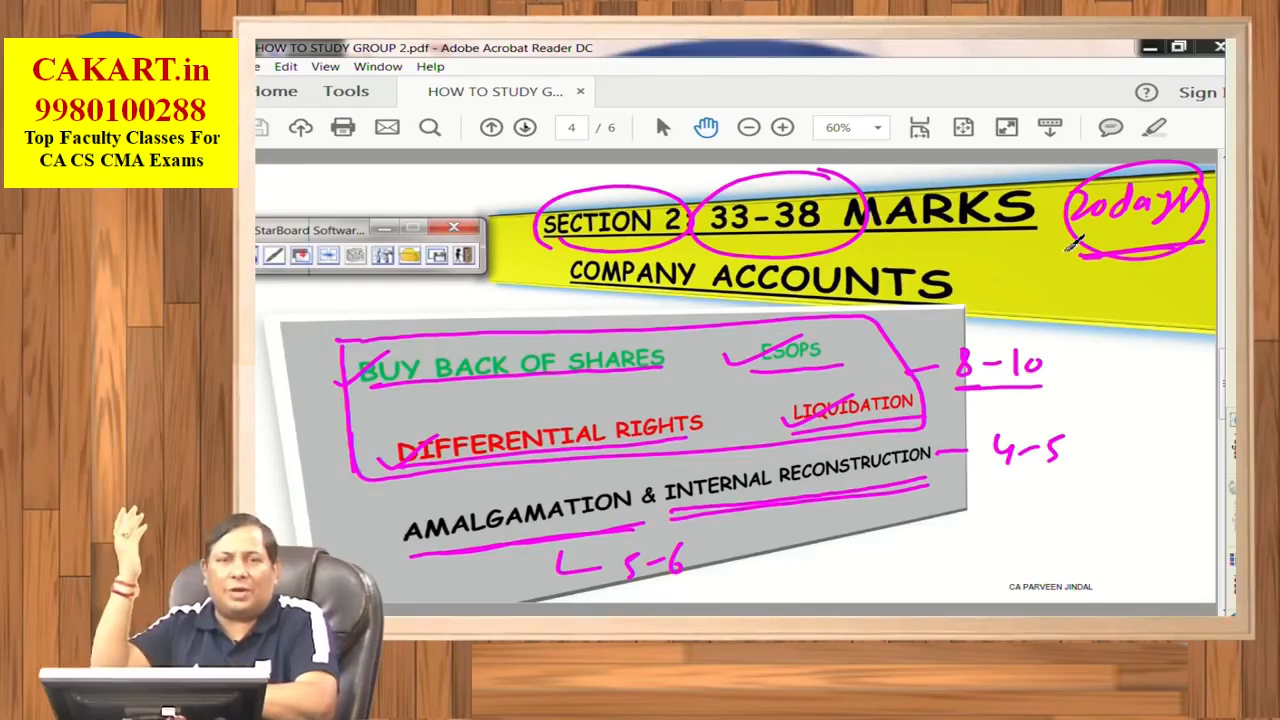 CAKART.in
9980100288
Top Faculty Classes For
CA CS CMA Exams
HOW TO STUDY GROUP 2.pdf - Adobe Acrobat Reader DC
Edit View Window Help
Home Tools HOW TO STUDY G... × ? Sign
4 / 6 60%
StarBoard Softwar...
SECTION 2 33-38 MARKS 20days
COMPANY ACCOUNTS
BUY BACK OF SHARES ESOPS
8-10
DIFFERENTIAL RIGHTS LIQUIDATION
AMALGAMATION & INTERNAL RECONSTRUCTION 4-5
5-6
CA PARVEEN JINDAL